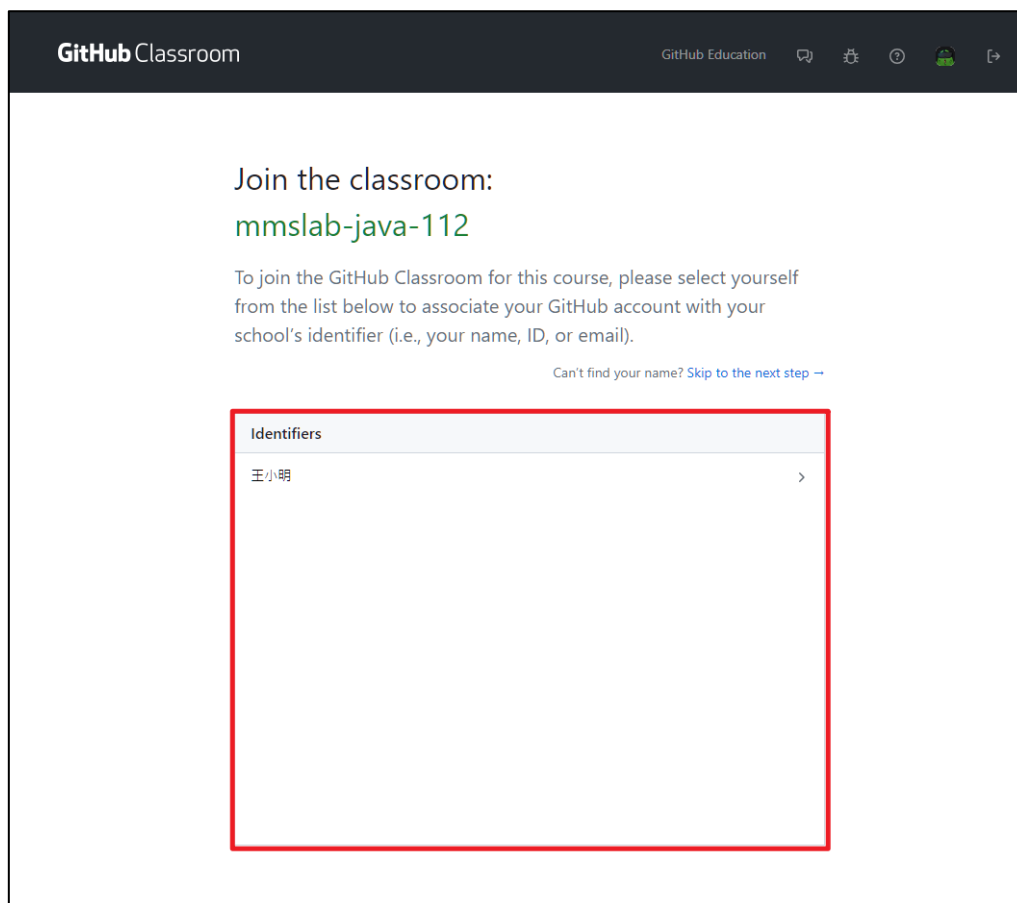 GitHub Classroom
GitHub Education
Join the classroom:
mmslab-java-112
To join the GitHub Classroom for this course, please select yourself
from the list below to associate your GitHub account with your
school's identifier (i.e., your name, ID, or email).
Can't find your name? Skip to the next step →
Identifiers
王小明